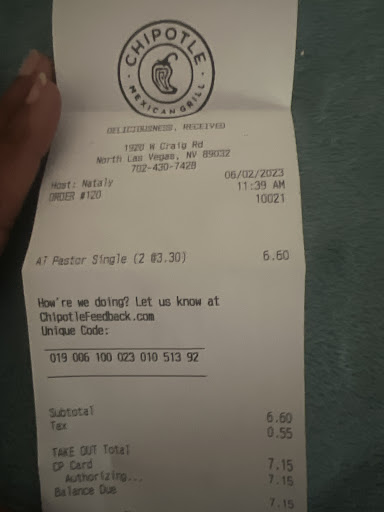 CHIPOTLE
MEXICAN GRILL
DELICIOUSNESS, RECEIVED
1920 W Craig Rd
North Las Vegas, NV 89032
702-430-7428
Host: Nataly 06/02/2023
ORDER #120 11:39 AM
10021
Al Pastor Single (2 @3.30) 6.60
How're we doing? Let us know at
ChipotleFeedback.com
Unique Code:
019 006 100 023 010 513 92
Subtotal 6.60
Tax 0.55
TAKE OUT Total 7.15
CP Card 7.15
Authorizing...
Balance Due 7.15